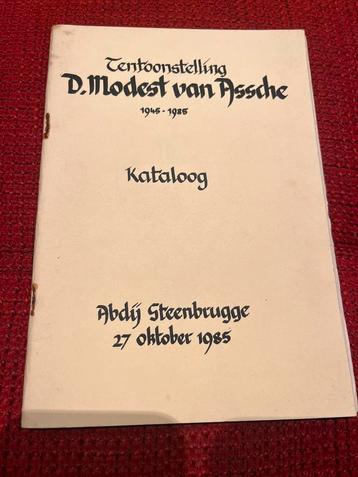 Tentoonstelling
D. Modest van Assche
1945-1985
Kataloog
Abdij Steenbrugge
27 oktober 1985